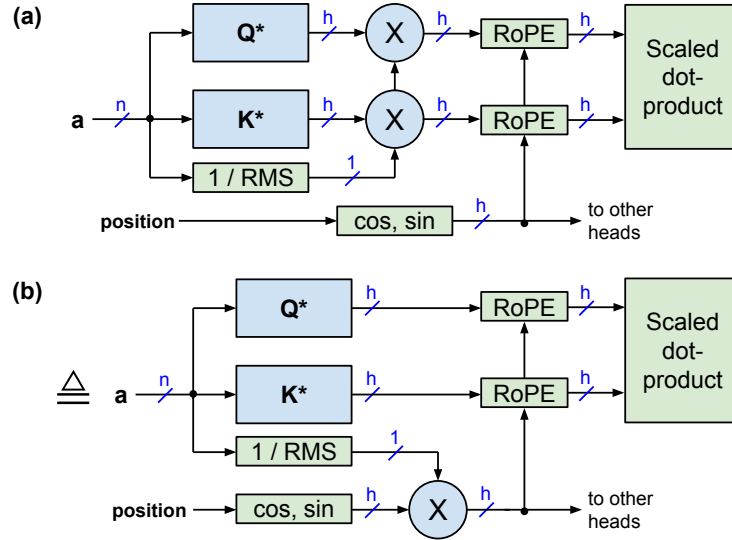 (a)
Q*
h
X
h
RoPE
h
Scaled
dot-
product
a
n
K*
h
X
h
RoPE
h
1 / RMS
1
position
cos, sin
h
to other
heads
(b)
Q*
h
RoPE
h
Scaled
dot-
product
≜
a
n
K*
h
RoPE
h
1 / RMS
1
position
cos, sin
h
X
h
to other
heads